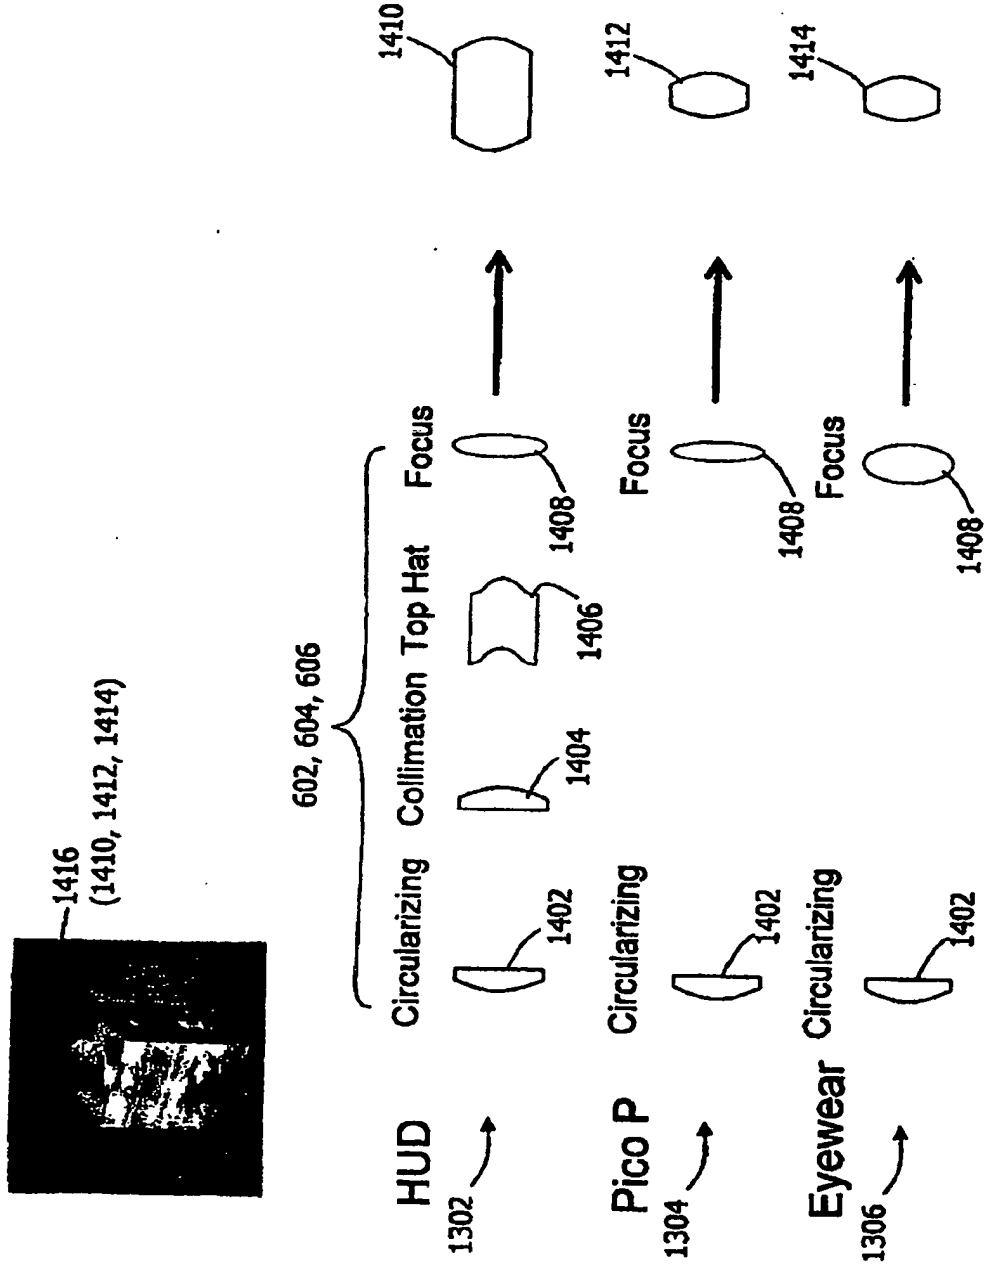 1416
(1410, 1412, 1414)
602, 604, 606
HUD
Circularizing
Collimation
Top Hat
Focus
1302
1402
1404
1406
1408
1410
Pico P
Circularizing
Focus
1304
1402
1408
1412
Eyewear
Circularizing
Focus
1306
1402
1408
1414